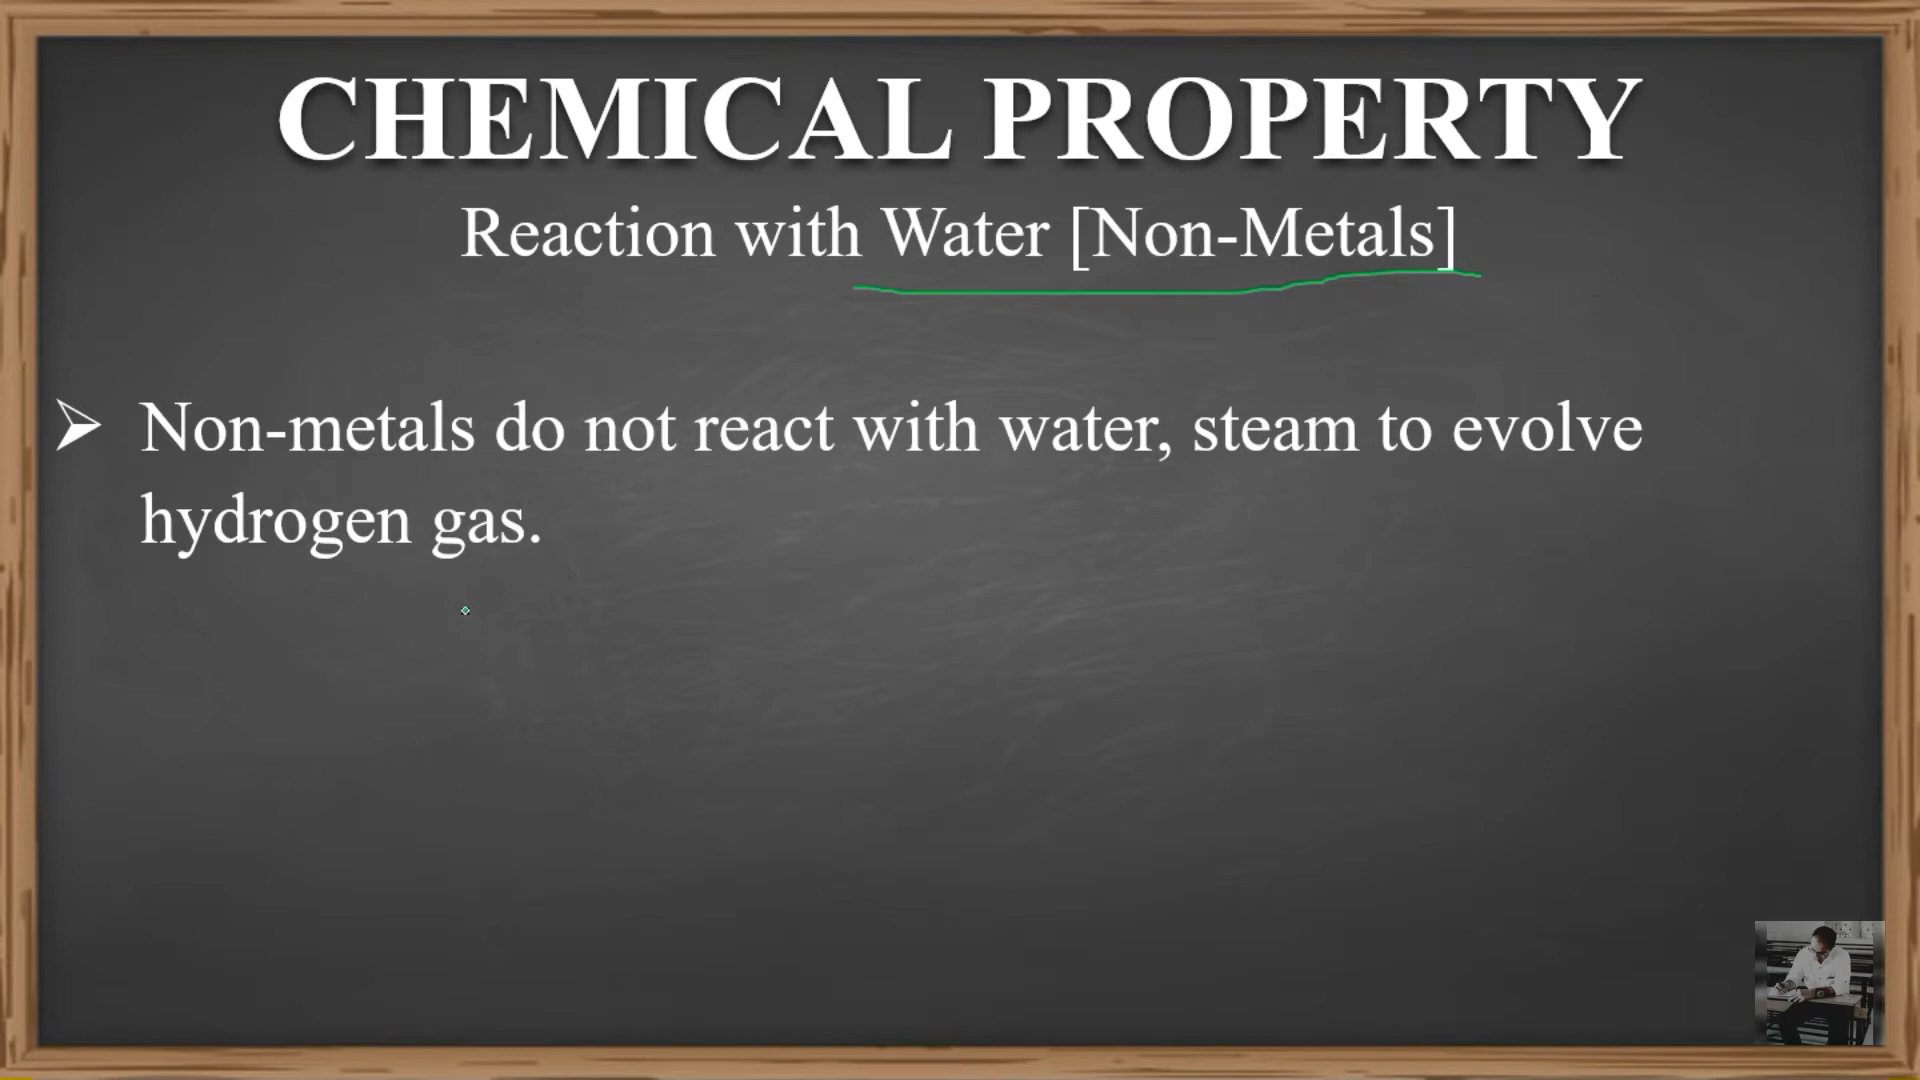 CHEMICAL PROPERTY
Reaction with Water [Non-Metals]
Non-metals do not react with water, steam to evolve
hydrogen gas.